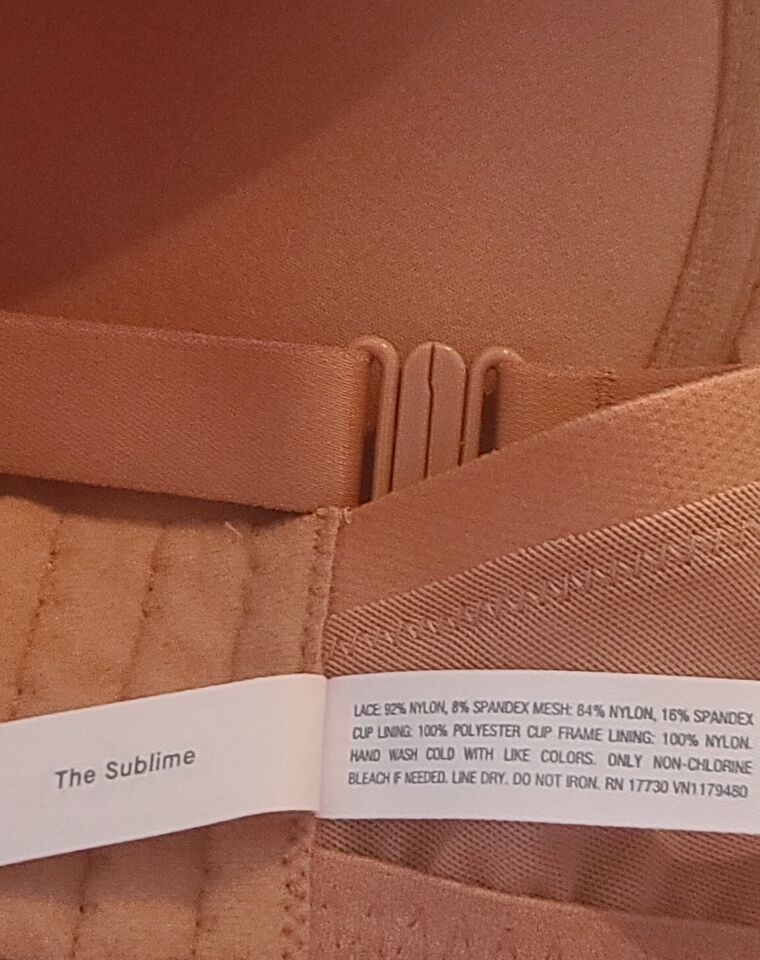 The Sublime
LACE: 92% NYLON, 8% SPANDEX MESH: 84% NYLON, 16% SPANDEX
CUP LINING: 100% POLYESTER CUP FRAME LINING: 100% NYLON.
HAND WASH COLD WITH LIKE COLORS. ONLY NON-CHLORINE
BLEACH IF NEEDED. LINE DRY. DO NOT IRON. RN 17730 VN1179480